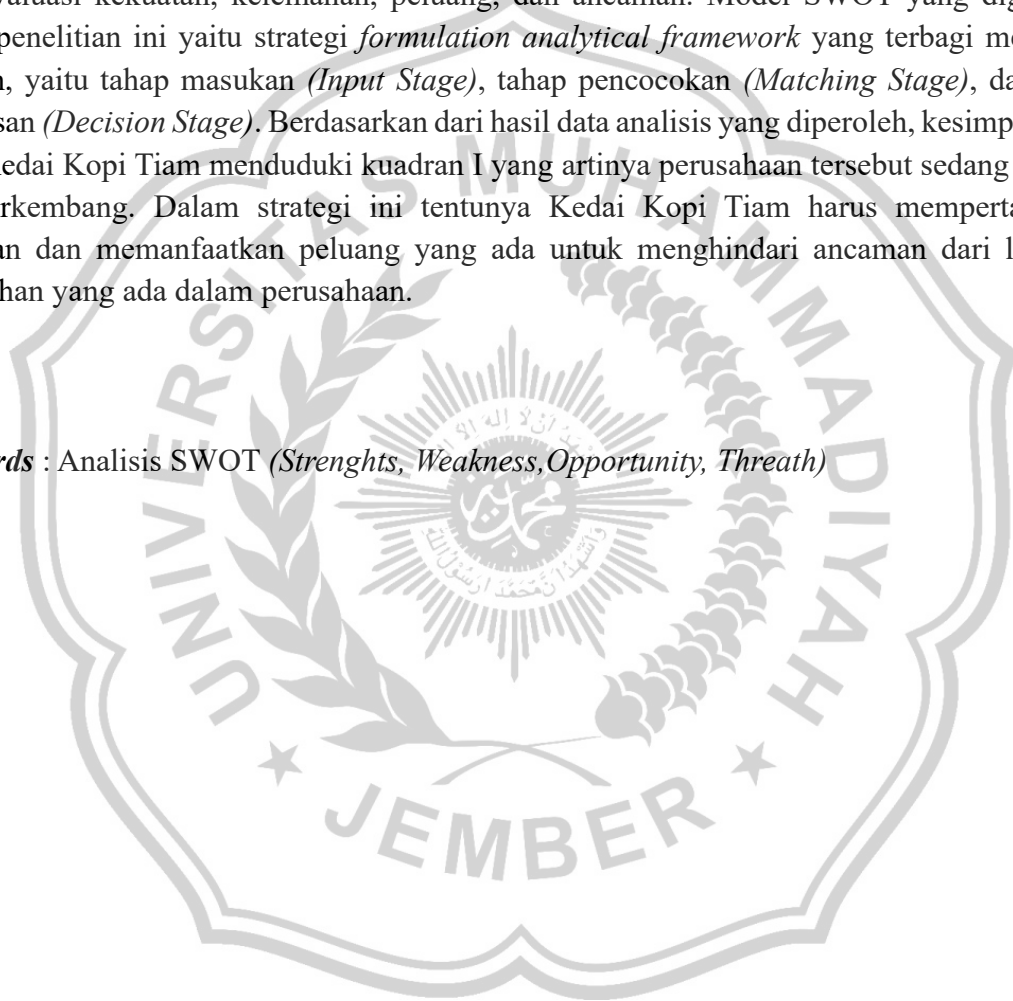 valuasi kekuatan, kelemahan, peluang, dan ancaman. Model SWOT yang dig
penelitian ini yaitu strategi formulation analytical framework yang terbagi me
n, yaitu tahap masukan (Input Stage), tahap pencocokan (Matching Stage), da
san (Decision Stage). Berdasarkan dari hasil data analisis yang diperoleh, kesimp
edai Kopi Tiam menduduki kuadran I yang artinya perusahaan tersebut sedang
rkembang. Dalam strategi ini tentunya Kedai Kopi Tiam harus memperta
an dan memanfaatkan peluang yang ada untuk menghindari ancaman dari l
han yang ada dalam perusahaan.
rds : Analisis SWOT (Strenghts, Weakness,Opportunity, Threath)
UNIVERSITAS MUHAMMADIYAH
JEMBER